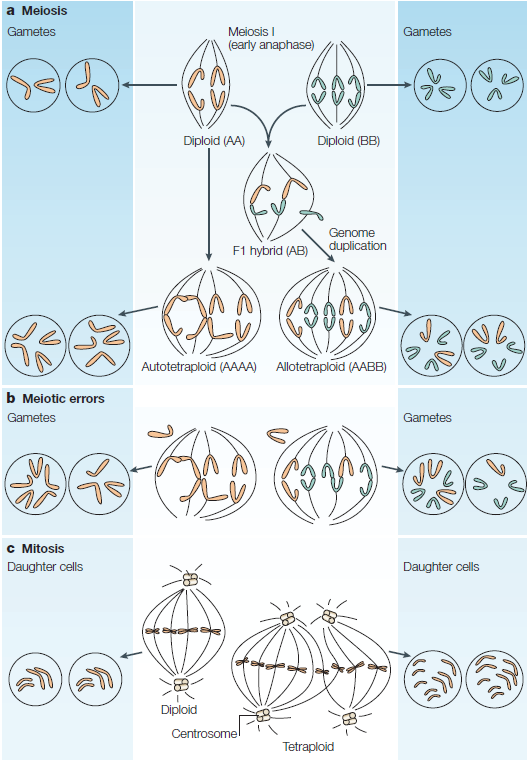 a Meiosis
Gametes
Meiosis I
(early anaphase)
Gametes
Diploid (AA)
Diploid (BB)
F1 hybrid (AB)
Genome
duplication
Autotetraploid (AAAA)
Allotetraploid (AABB)
b Meiotic errors
Gametes
Gametes
c Mitosis
Daughter cells
Daughter cells
Diploid
Centrosome
Tetraploid